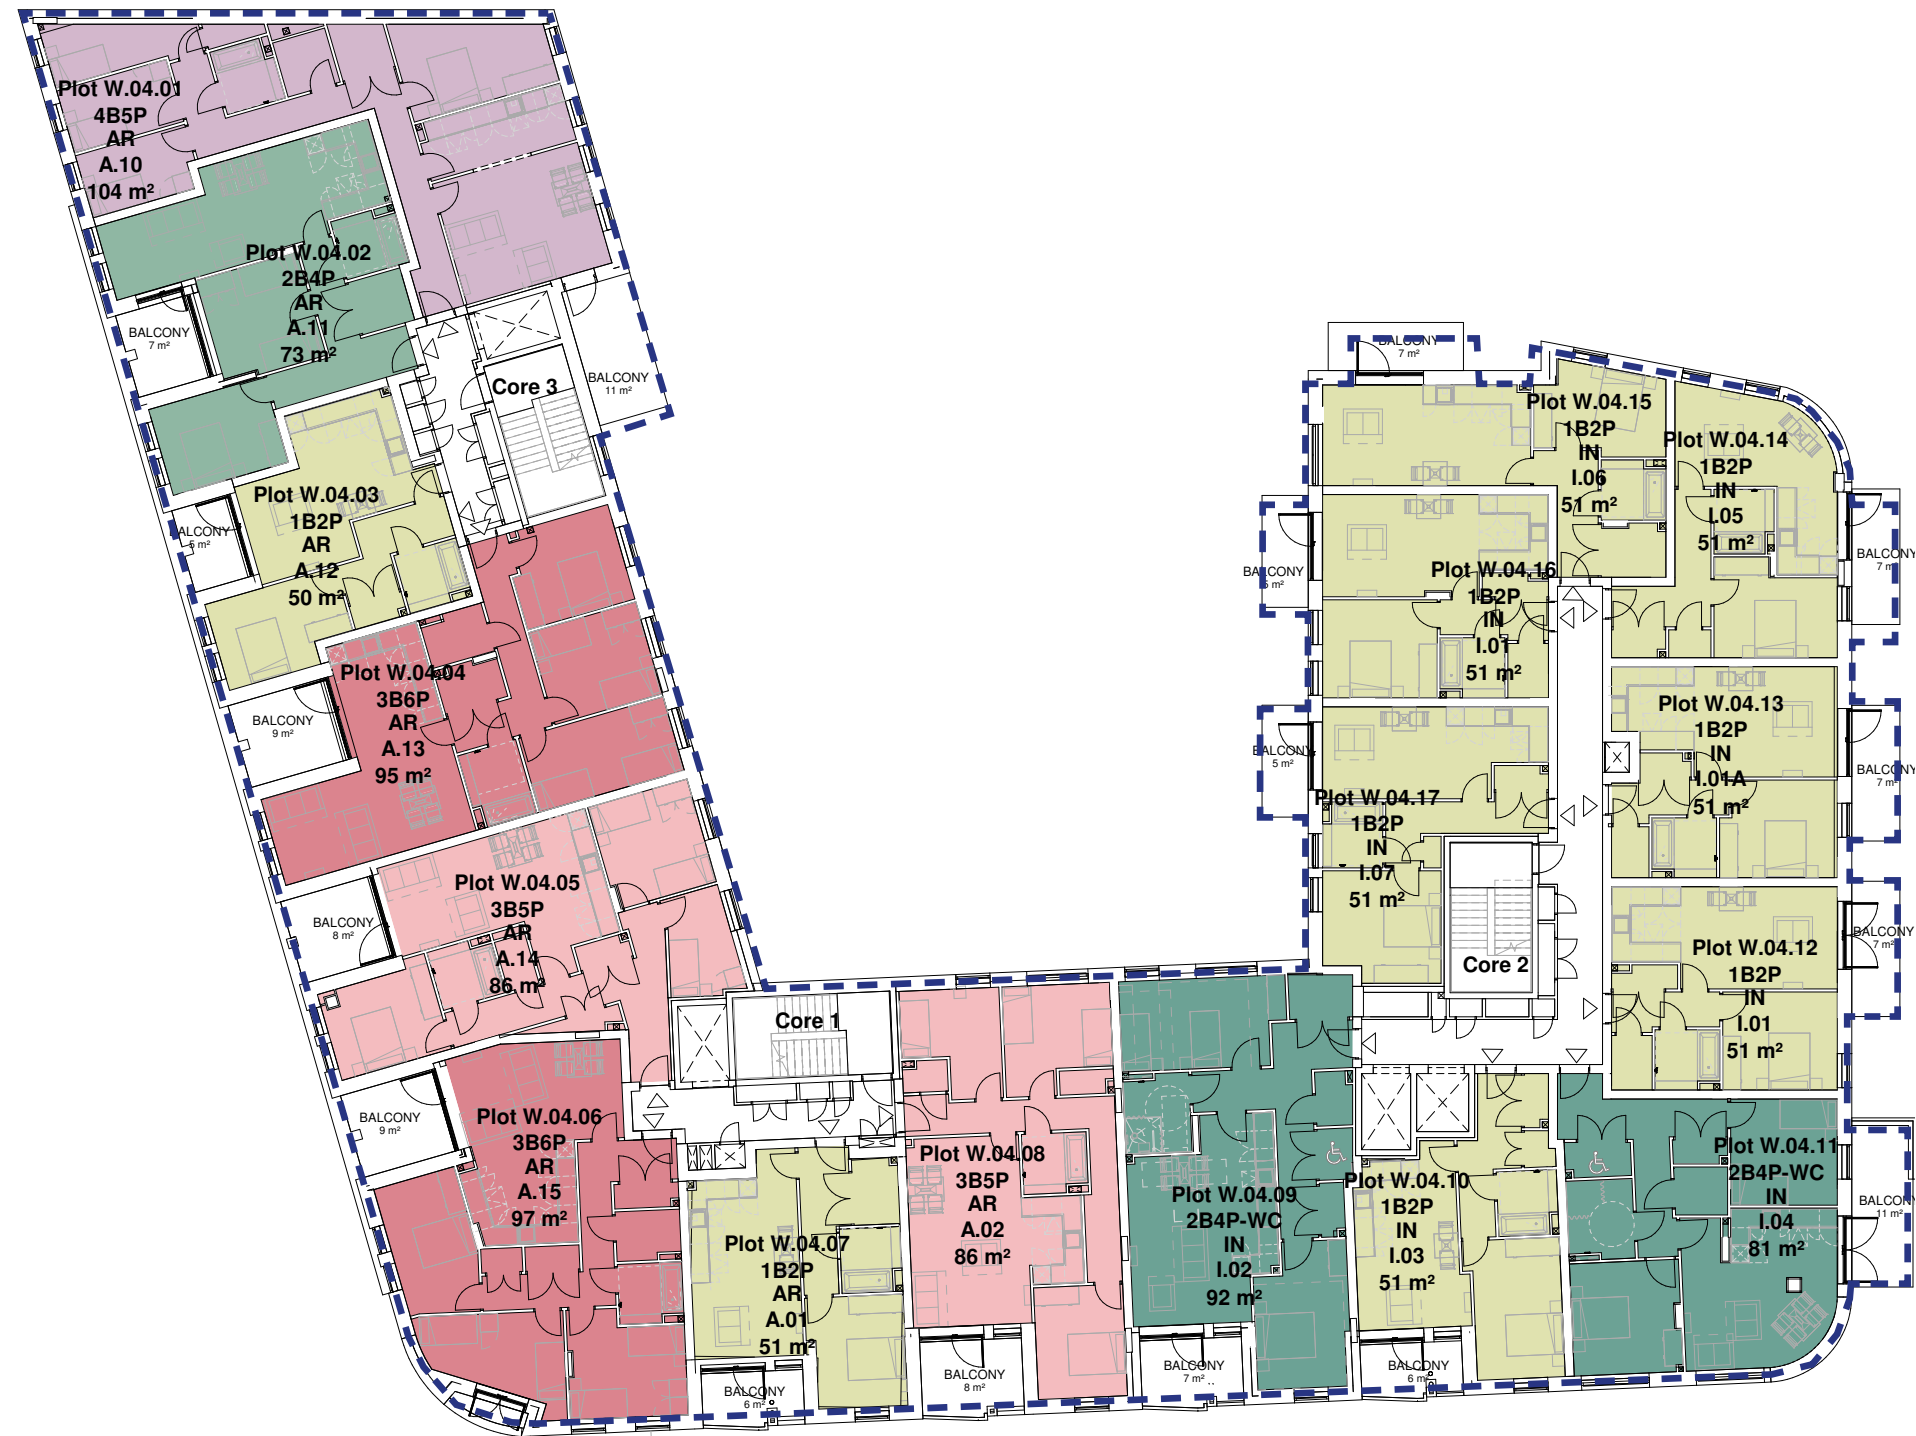 Plot W.04.01
4B5P
AR
A.10
104 m²
Plot W.04.02
2B4P
AR
A.11
73 m²
BALCONY
7 m²
Core 3
BALCONY
11 m²
Plot W.04.03
1B2P
AR
A.12
50 m²
BALCONY
5 m²
Plot W.04.04
3B6P
AR
A.13
95 m²
BALCONY
9 m²
Plot W.04.05
3B5P
AR
A.14
86 m²
BALCONY
8 m²
Core 1
Plot W.04.06
3B6P
AR
A.15
97 m²
BALCONY
9 m²
Plot W.04.07
1B2P
AR
A.01
51 m²
BALCONY
6 m²
Plot W.04.08
3B5P
AR
A.02
86 m²
BALCONY
8 m²
Plot W.04.09
2B4P-WC
IN
I.02
92 m²
BALCONY
7 m²
Plot W.04.10
1B2P
IN
I.03
51 m²
BALCONY
6 m²
Plot W.04.11
2B4P-WC
IN
I.04
81 m²
BALCONY
11 m²
Plot W.04.12
1B2P
IN
I.01
51 m²
BALCONY
7 m²
Core 2
Plot W.04.13
1B2P
IN
I.01A
51 m²
BALCONY
7 m²
Plot W.04.14
1B2P
IN
I.05
51 m²
BALCONY
7 m²
Plot W.04.15
1B2P
IN
I.06
51 m²
BALCONY
7 m²
Plot W.04.16
1B2P
IN
I.01
51 m²
BALCONY
5 m²
Plot W.04.17
1B2P
IN
I.07
51 m²
BALCONY
5 m²